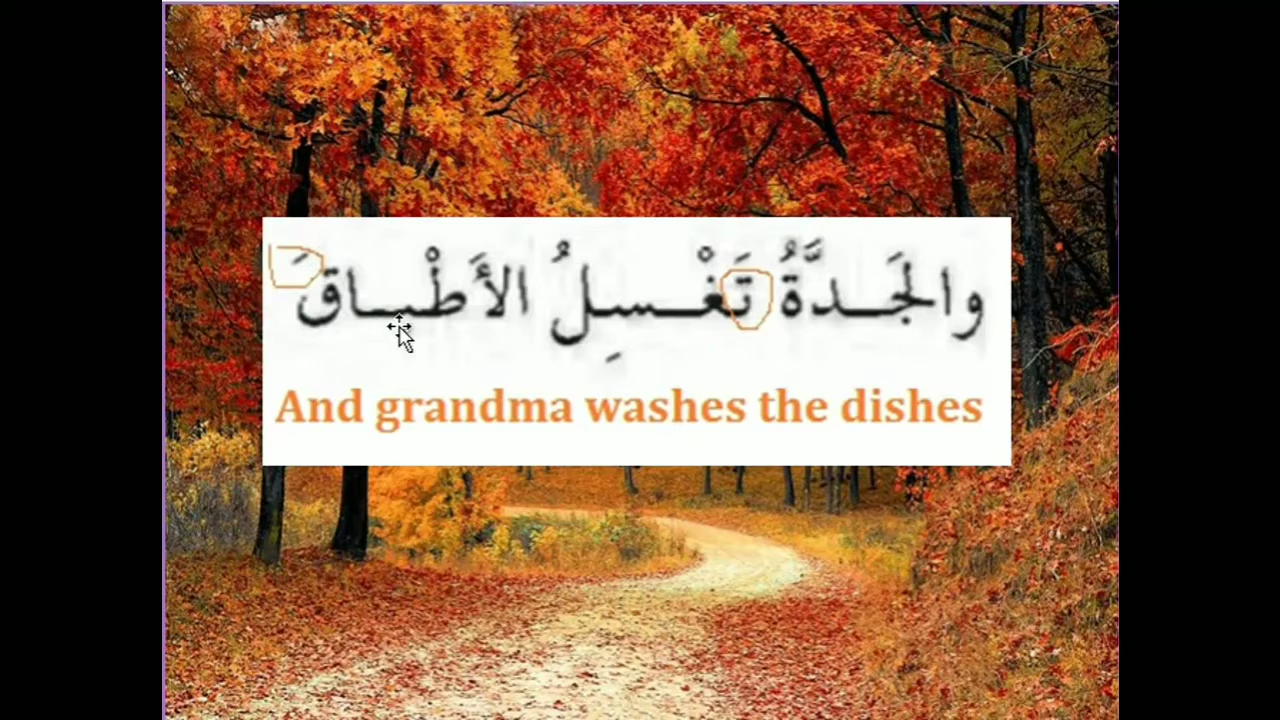 والجَدَّةُ تَغْسِلُ الأَطْباقَ
And grandma washes the dishes